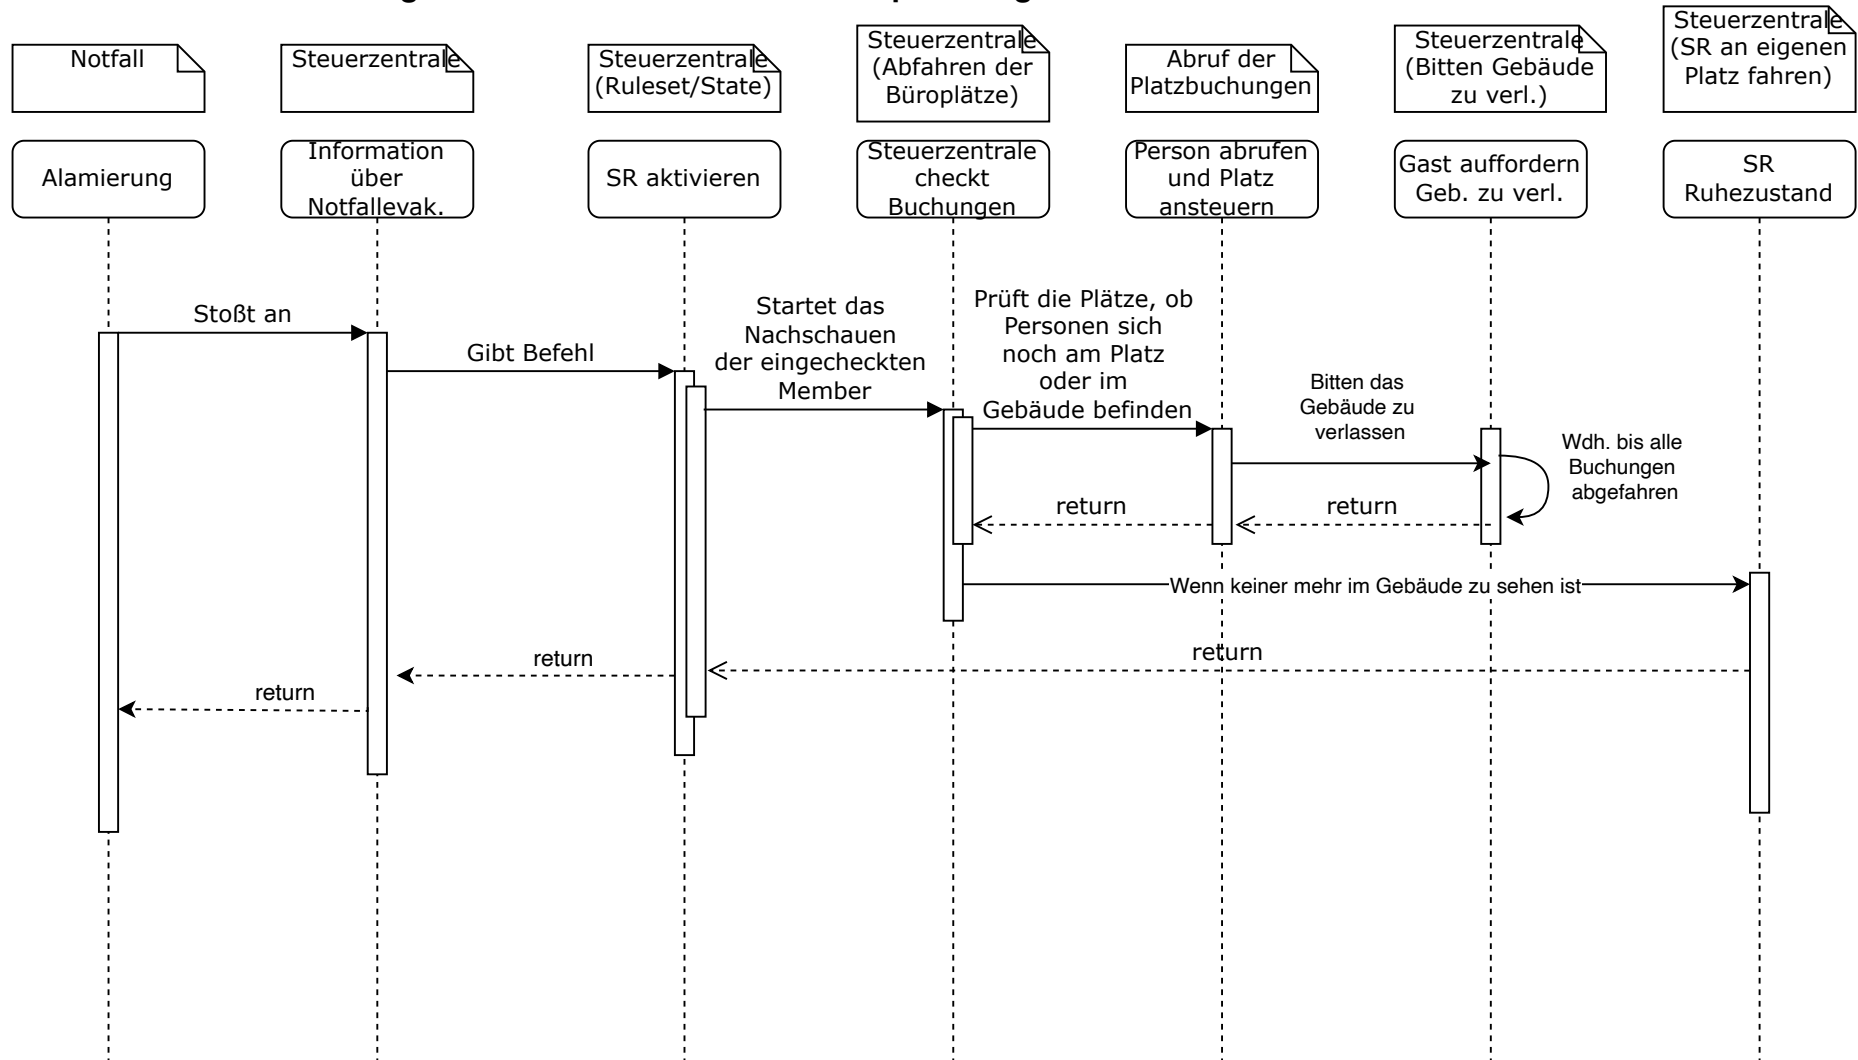 Notfall
Steuerzentrale
Steuerzentrale
(Ruleset/State)
Steuerzentrale
(Abfahren der
Büroplätze)
Abruf der
Platzbuchungen
Steuerzentrale
(Bitten Gebäude
zu verl.)
Steuerzentrale
(SR an eigenen
Platz fahren)
Alamierung
Information
über
Notfallevak.
SR aktivieren
Steuerzentrale
checkt
Buchungen
Person abrufen
und Platz
ansteuern
Gast auffordern
Geb. zu verl.
SR
Ruhezustand
Stoßt an
Gibt Befehl
Startet das
Nachschauen
der eingecheckten
Member
Prüft die Plätze, ob
Personen sich
noch am Platz
oder im
Gebäude befinden
Bitten das
Gebäude zu
verlassen
Wdh. bis alle
Buchungen
abgefahren
return
return
Wenn keiner mehr im Gebäude zu sehen ist
return
return
return